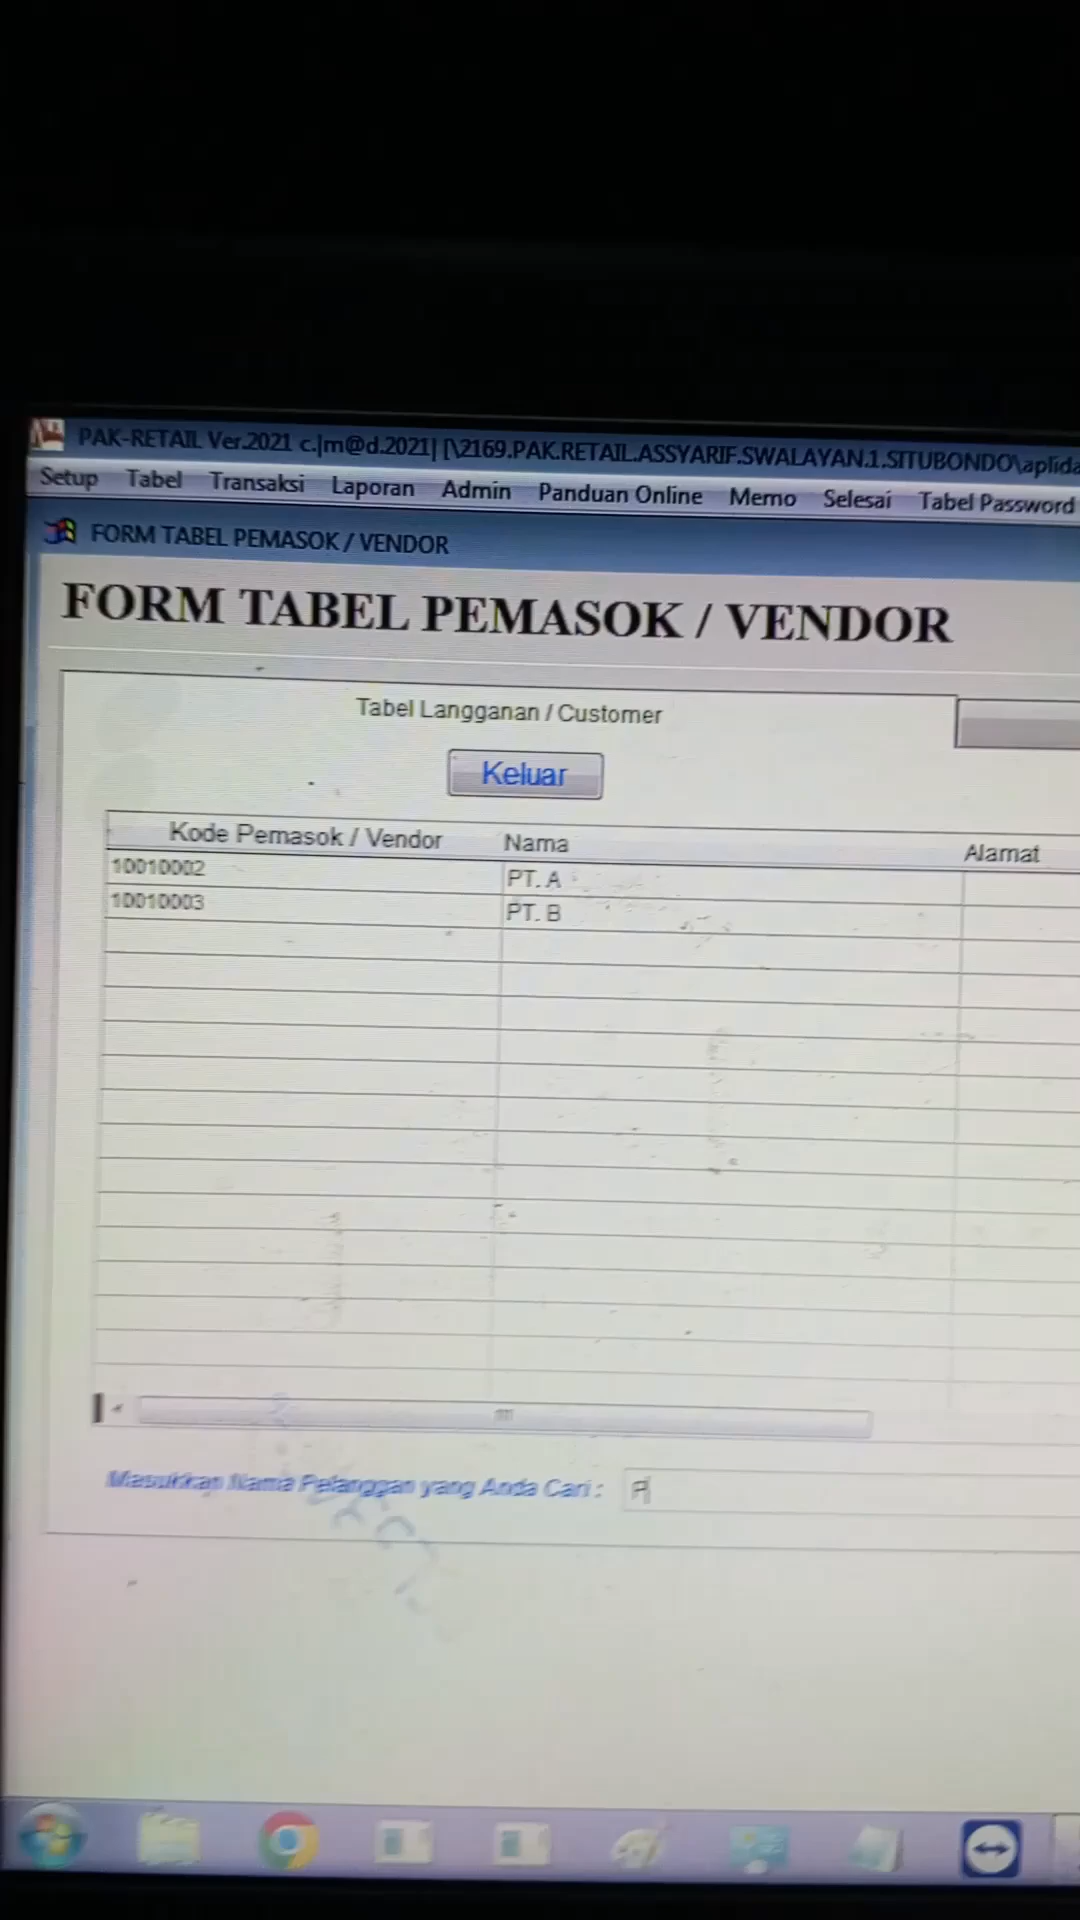 PAK-RETAIL Ver.2021 c.|m@d.2021| [\2169.PAK.RETAIL.ASSYARIF.SWALAYAN.1.SITUBONDO\aplida
Setup Tabel Transaksi Laporan Admin Panduan Online Memo Selesai Tabel Password
FORM TABEL PEMASOK / VENDOR
FORM TABEL PEMASOK / VENDOR
Tabel Langganan / Customer
Keluar
Kode Pemasok / Vendor Nama Alamat
10010002 PT. A
10010003 PT. B
Masukkan Nama Pelanggan yang Anda Cari : P